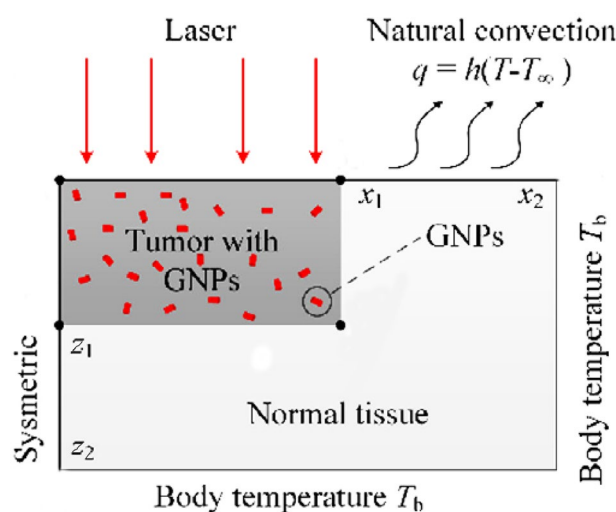 Laser
Natural convection
q = h(T-T∞)
x1
x2
Tumor with
GNPs
GNPs
z1
Normal tissue
z2
Sysmetric
Body temperature Tb
Body temperature Tb